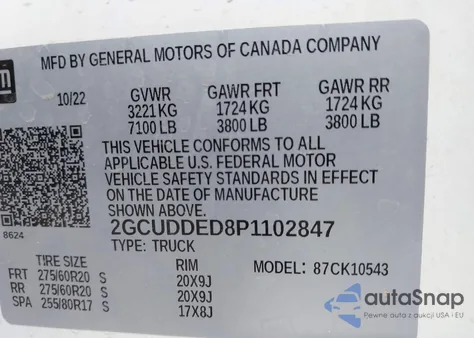 GM
MFD BY GENERAL MOTORS OF CANADA COMPANY
10/22 GVWR GAWR FRT GAWR RR
3221 KG 1724 KG 1724 KG
7100 LB 3800 LB 3800 LB
THIS VEHICLE CONFORMS TO ALL
APPLICABLE U.S. FEDERAL MOTOR
VEHICLE SAFETY STANDARDS IN EFFECT
ON THE DATE OF MANUFACTURE
SHOWN ABOVE.
8624
2GCUDDED8P1102847
TYPE: TRUCK
TIRE SIZE RIM MODEL: 87CK10543
FRT 275/60R20 S 20X9J
RR 275/60R20 S 20X9J
SPA 255/80R17 S 17X8J
autoSnap
Pewne auta z USA i EU